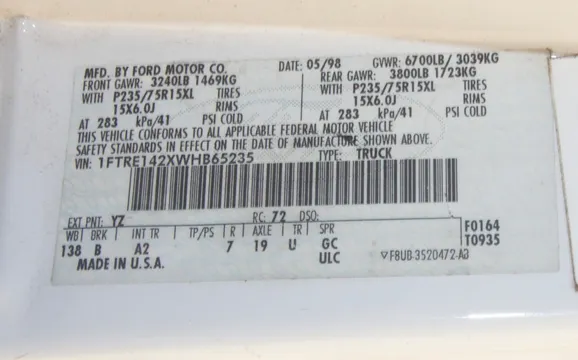 MFD. BY FORD MOTOR CO. DATE: 05/98 GVWR: 6700LB/ 3039KG
FRONT GAWR: 3240LB 1469KG REAR GAWR: 3800LB 1723KG
WITH P235/75R15XL TIRES WITH P235/75R15XL TIRES
15X6.0J RIMS 15X6.0J RIMS
AT 283 kPa/41 PSI COLD AT 283 kPa/41 PSI COLD
THIS VEHICLE CONFORMS TO ALL APPLICABLE FEDERAL MOTOR VEHICLE
SAFETY STANDARDS IN EFFECT ON THE DATE OF MANUFACTURE SHOWN ABOVE.
VIN: 1FTRE142XWHB65235 TYPE: TRUCK
EXT PNT: YZ RC: 72 DSO: F0164
WB BRK INT TR TP/PS R AXLE TR SPR T0935
138 B A2 7 19 U GC
MADE IN U.S.A. ULC F8UB-3520472-AB